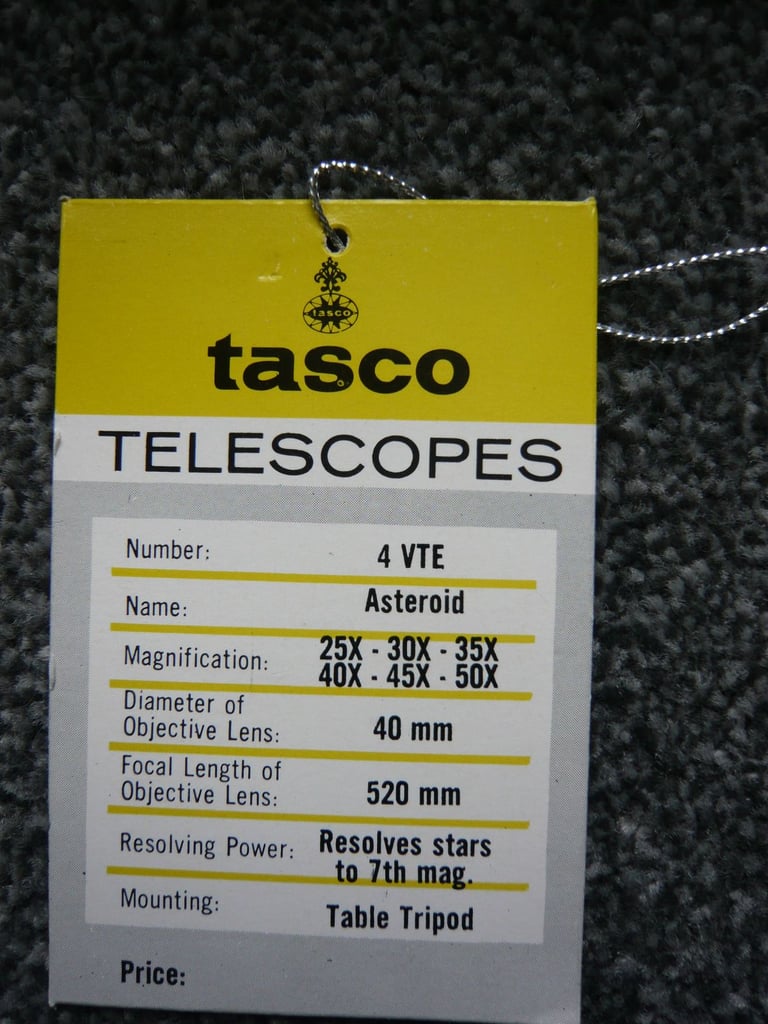 tasco
tasco
TELESCOPES
Number: 4 VTE
Name: Asteroid
Magnification: 25X - 30X - 35X
40X - 45X - 50X
Diameter of
Objective Lens: 40 mm
Focal Length of
Objective Lens: 520 mm
Resolving Power: Resolves stars
to 7th mag.
Mounting: Table Tripod
Price: